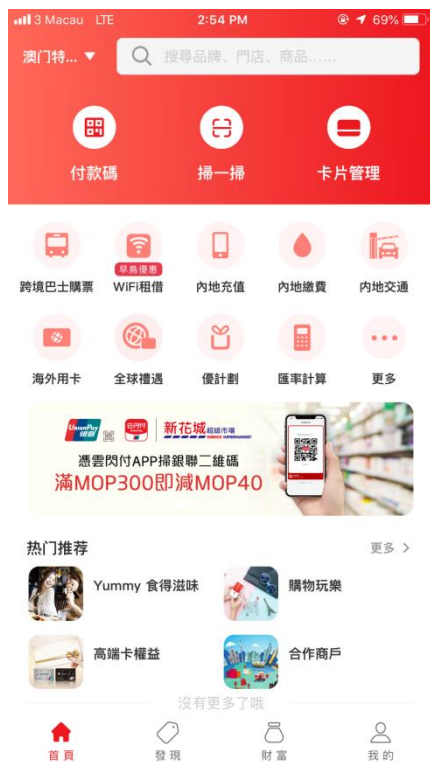 3 Macau LTE 2:54 PM 69%
澳门特... 搜尋品牌、門店、商品......
付款碼 掃一掃 卡片管理
早鳥優惠
跨境巴士購票 WiFi租借 內地充值 內地繳費 内地交通
海外用卡 全球禮遇 優計劃 匯率計算 更多
UnionPay 银联 云闪付 新花城超級市場
憑雲閃付APP掃銀聯二維碼
滿MOP300即減MOP40
热门推荐 更多
Yummy 食得滋味 購物玩樂
高端卡權益 合作商戶
沒有更多了哦
首頁 發現 財富 我的